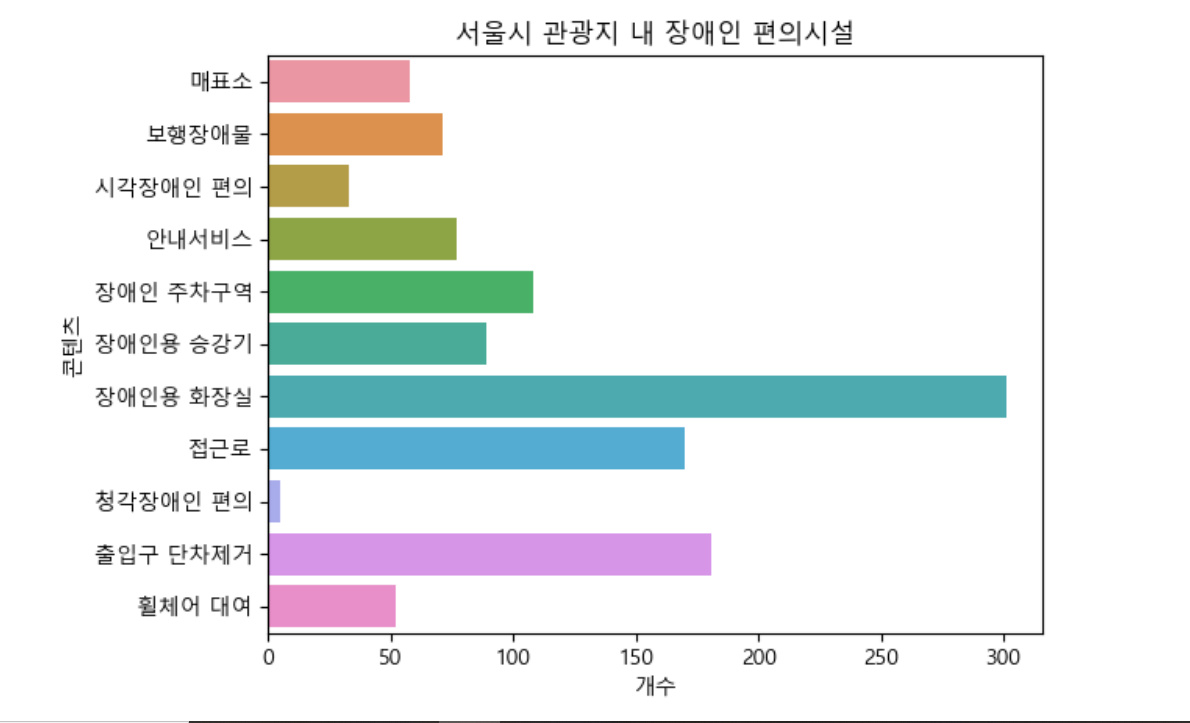 서울시 관광지 내 장애인 편의시설
매표소
보행장애물
시각장애인 편의
안내서비스
장애인 주차구역
장애인용 승강기
장애인용 화장실
접근로
청각장애인 편의
출입구 단차제거
휠체어 대여
콘텐츠
0 50 100 150 200 250 300
개수